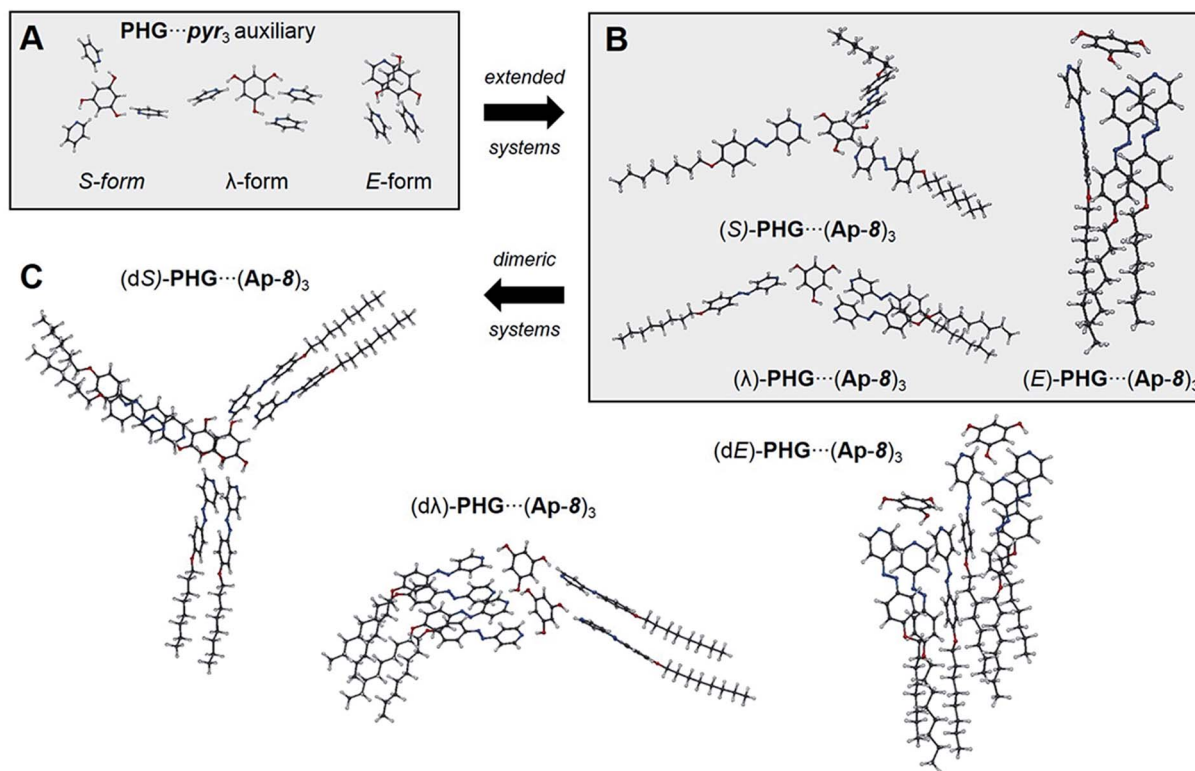 A
PHG···pyr₃ auxiliary
S-form
λ-form
E-form
extended
systems
B
(S)-PHG···(Ap-8)₃
(λ)-PHG···(Ap-8)₃
(E)-PHG···(Ap-8)₃
dimeric
systems
C
(dS)-PHG···(Ap-8)₃
(dλ)-PHG···(Ap-8)₃
(dE)-PHG···(Ap-8)₃